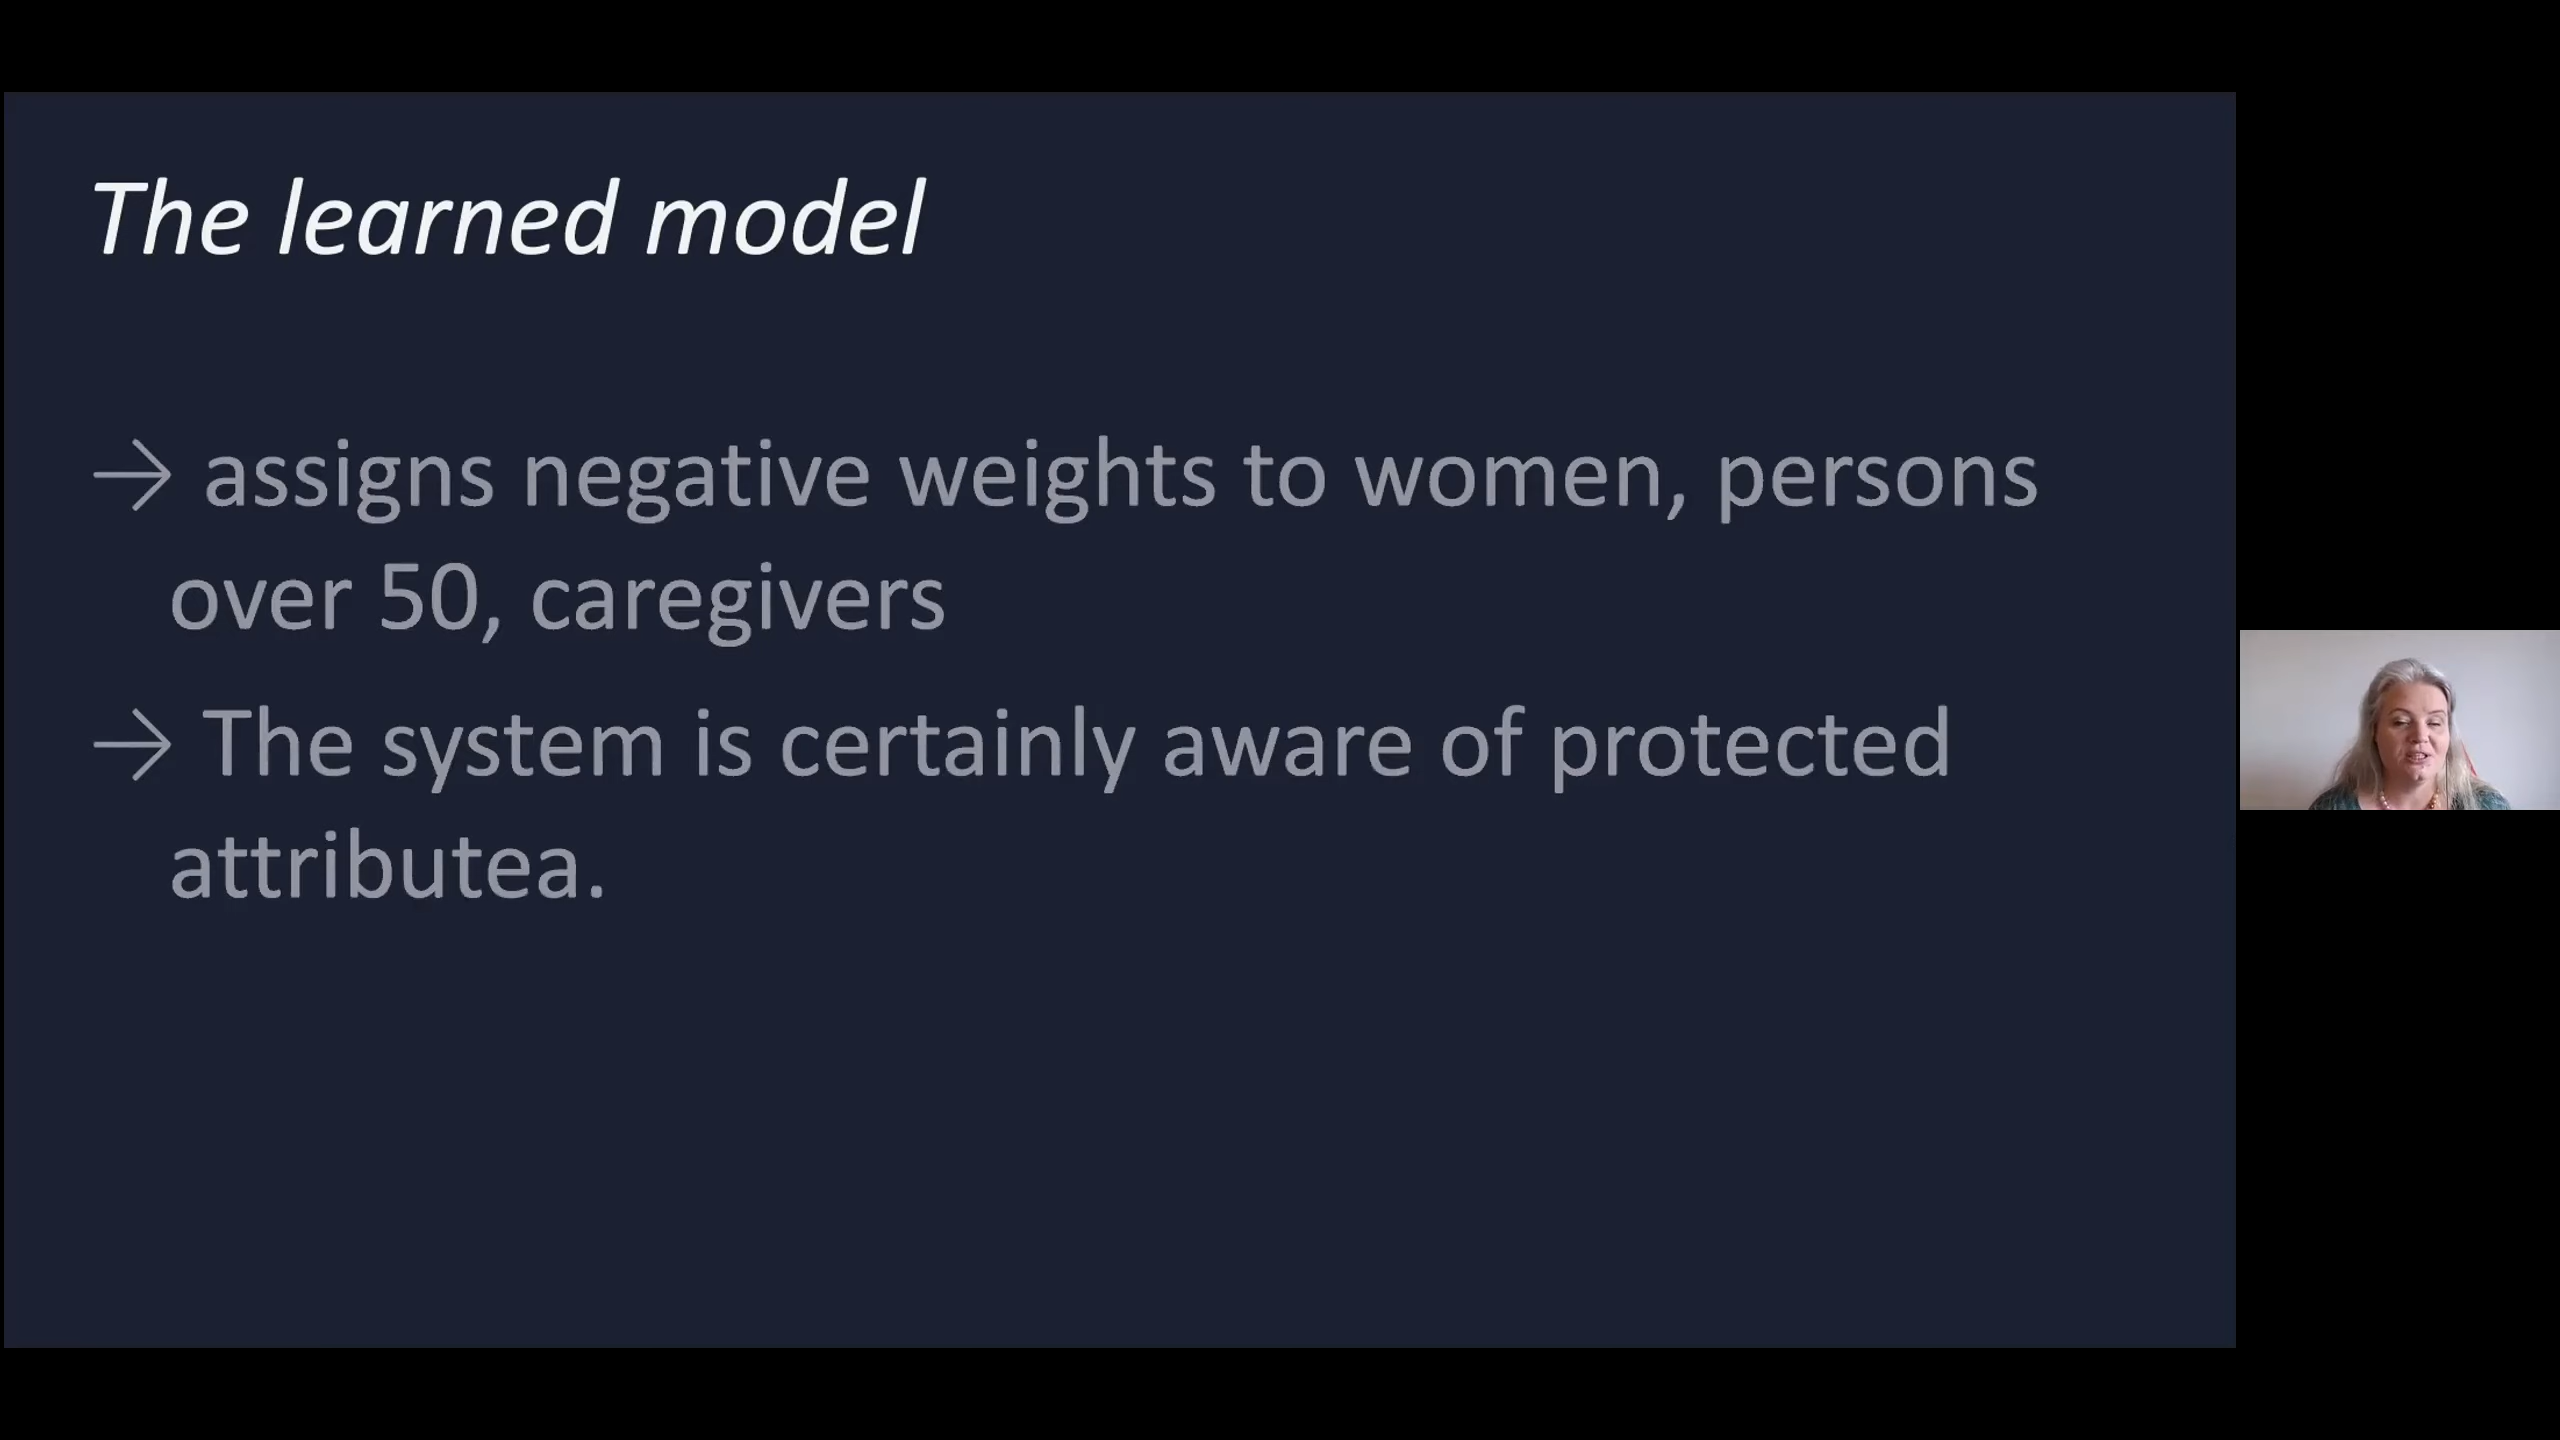 The learned model
→ assigns negative weights to women, persons
over 50, caregivers
→ The system is certainly aware of protected
attributea.